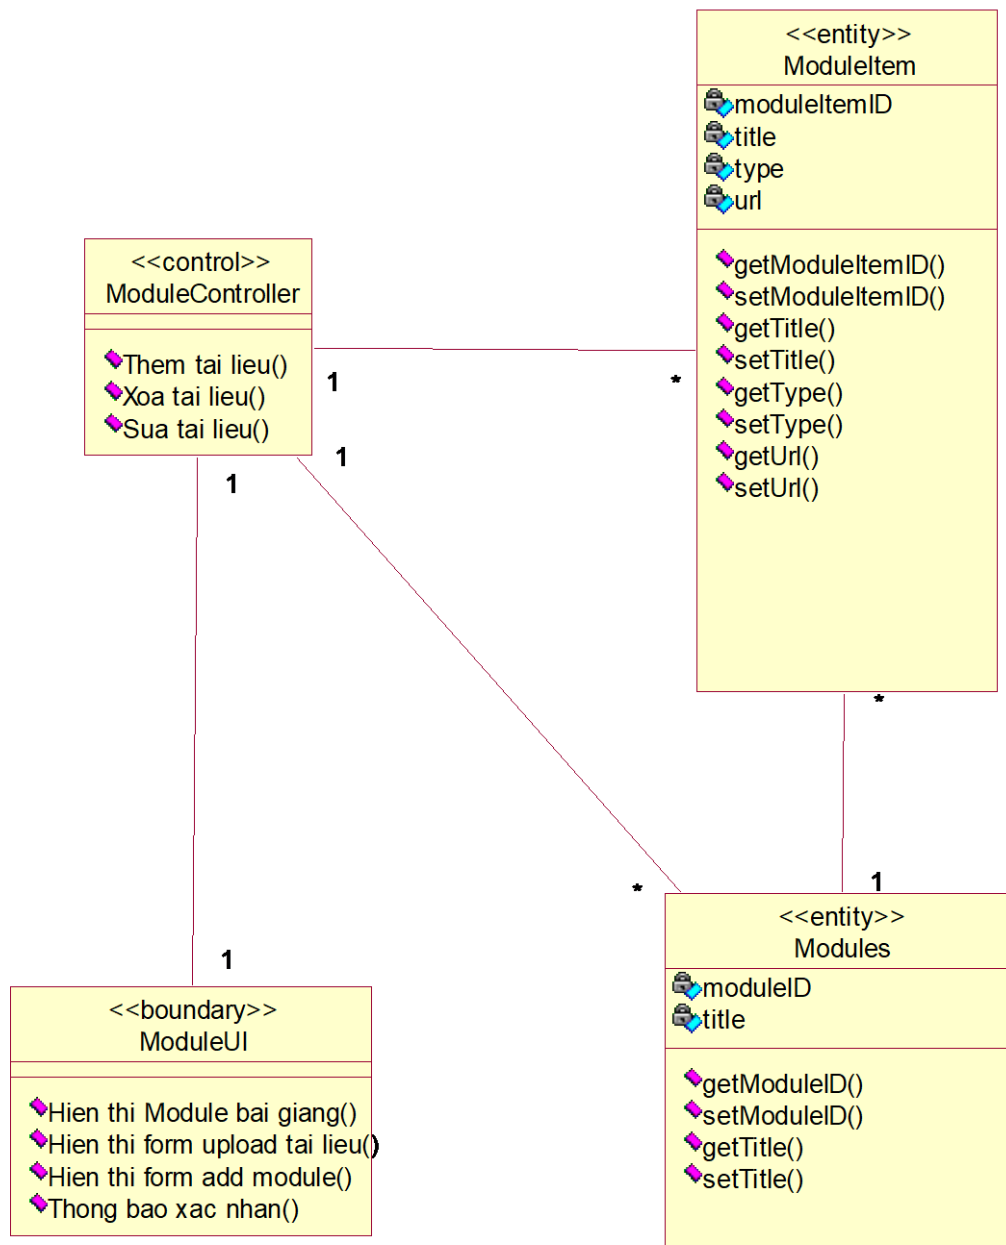 <<entity>>
ModuleItem
moduleItemID
title
type
url
getModuleItemID()
setModuleItemID()
getTitle()
setTitle()
getType()
setType()
getUrl()
setUrl()
<<control>>
ModuleController
Them tai lieu()
Xoa tai lieu()
Sua tai lieu()
1
*
1
1
*
1
*
1
<<entity>>
Modules
moduleID
title
getModuleID()
setModuleID()
getTitle()
setTitle()
<<boundary>>
ModuleUI
Hien thi Module bai giang()
Hien thi form upload tai lieu()
Hien thi form add module()
Thong bao xac nhan()